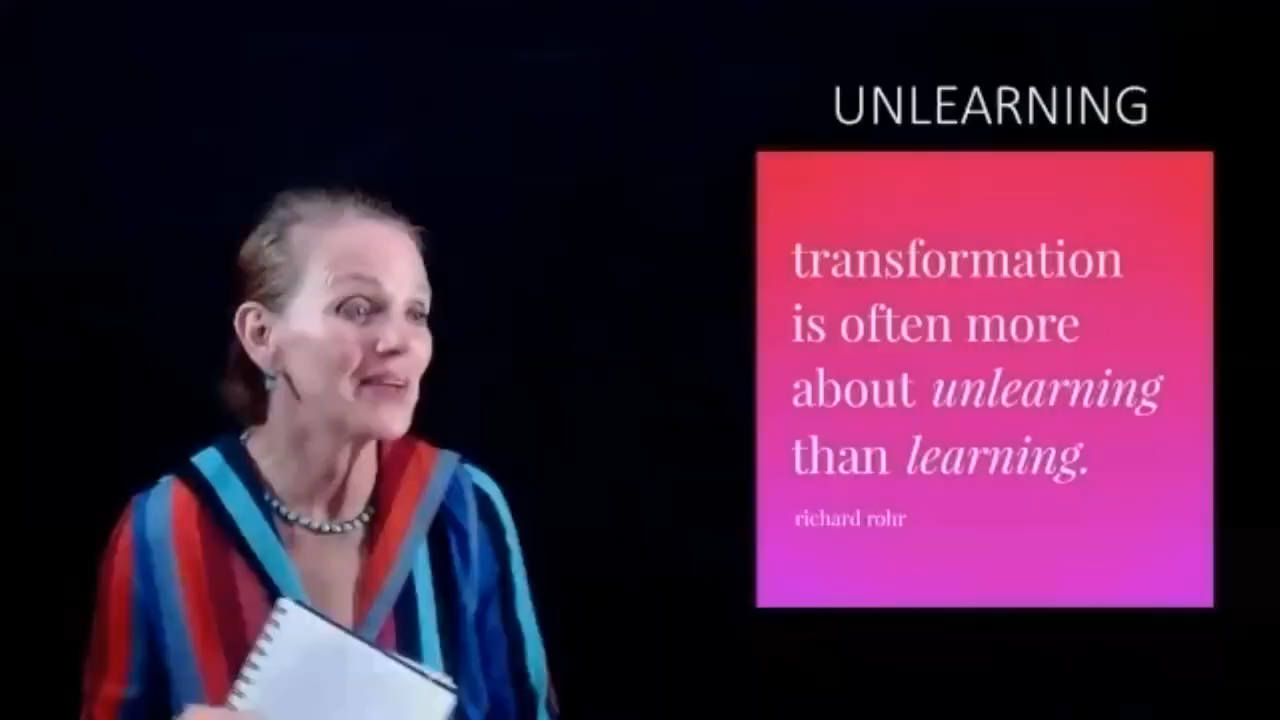 UNLEARNING
transformation
is often more
about unlearning
than learning.
richard rohr